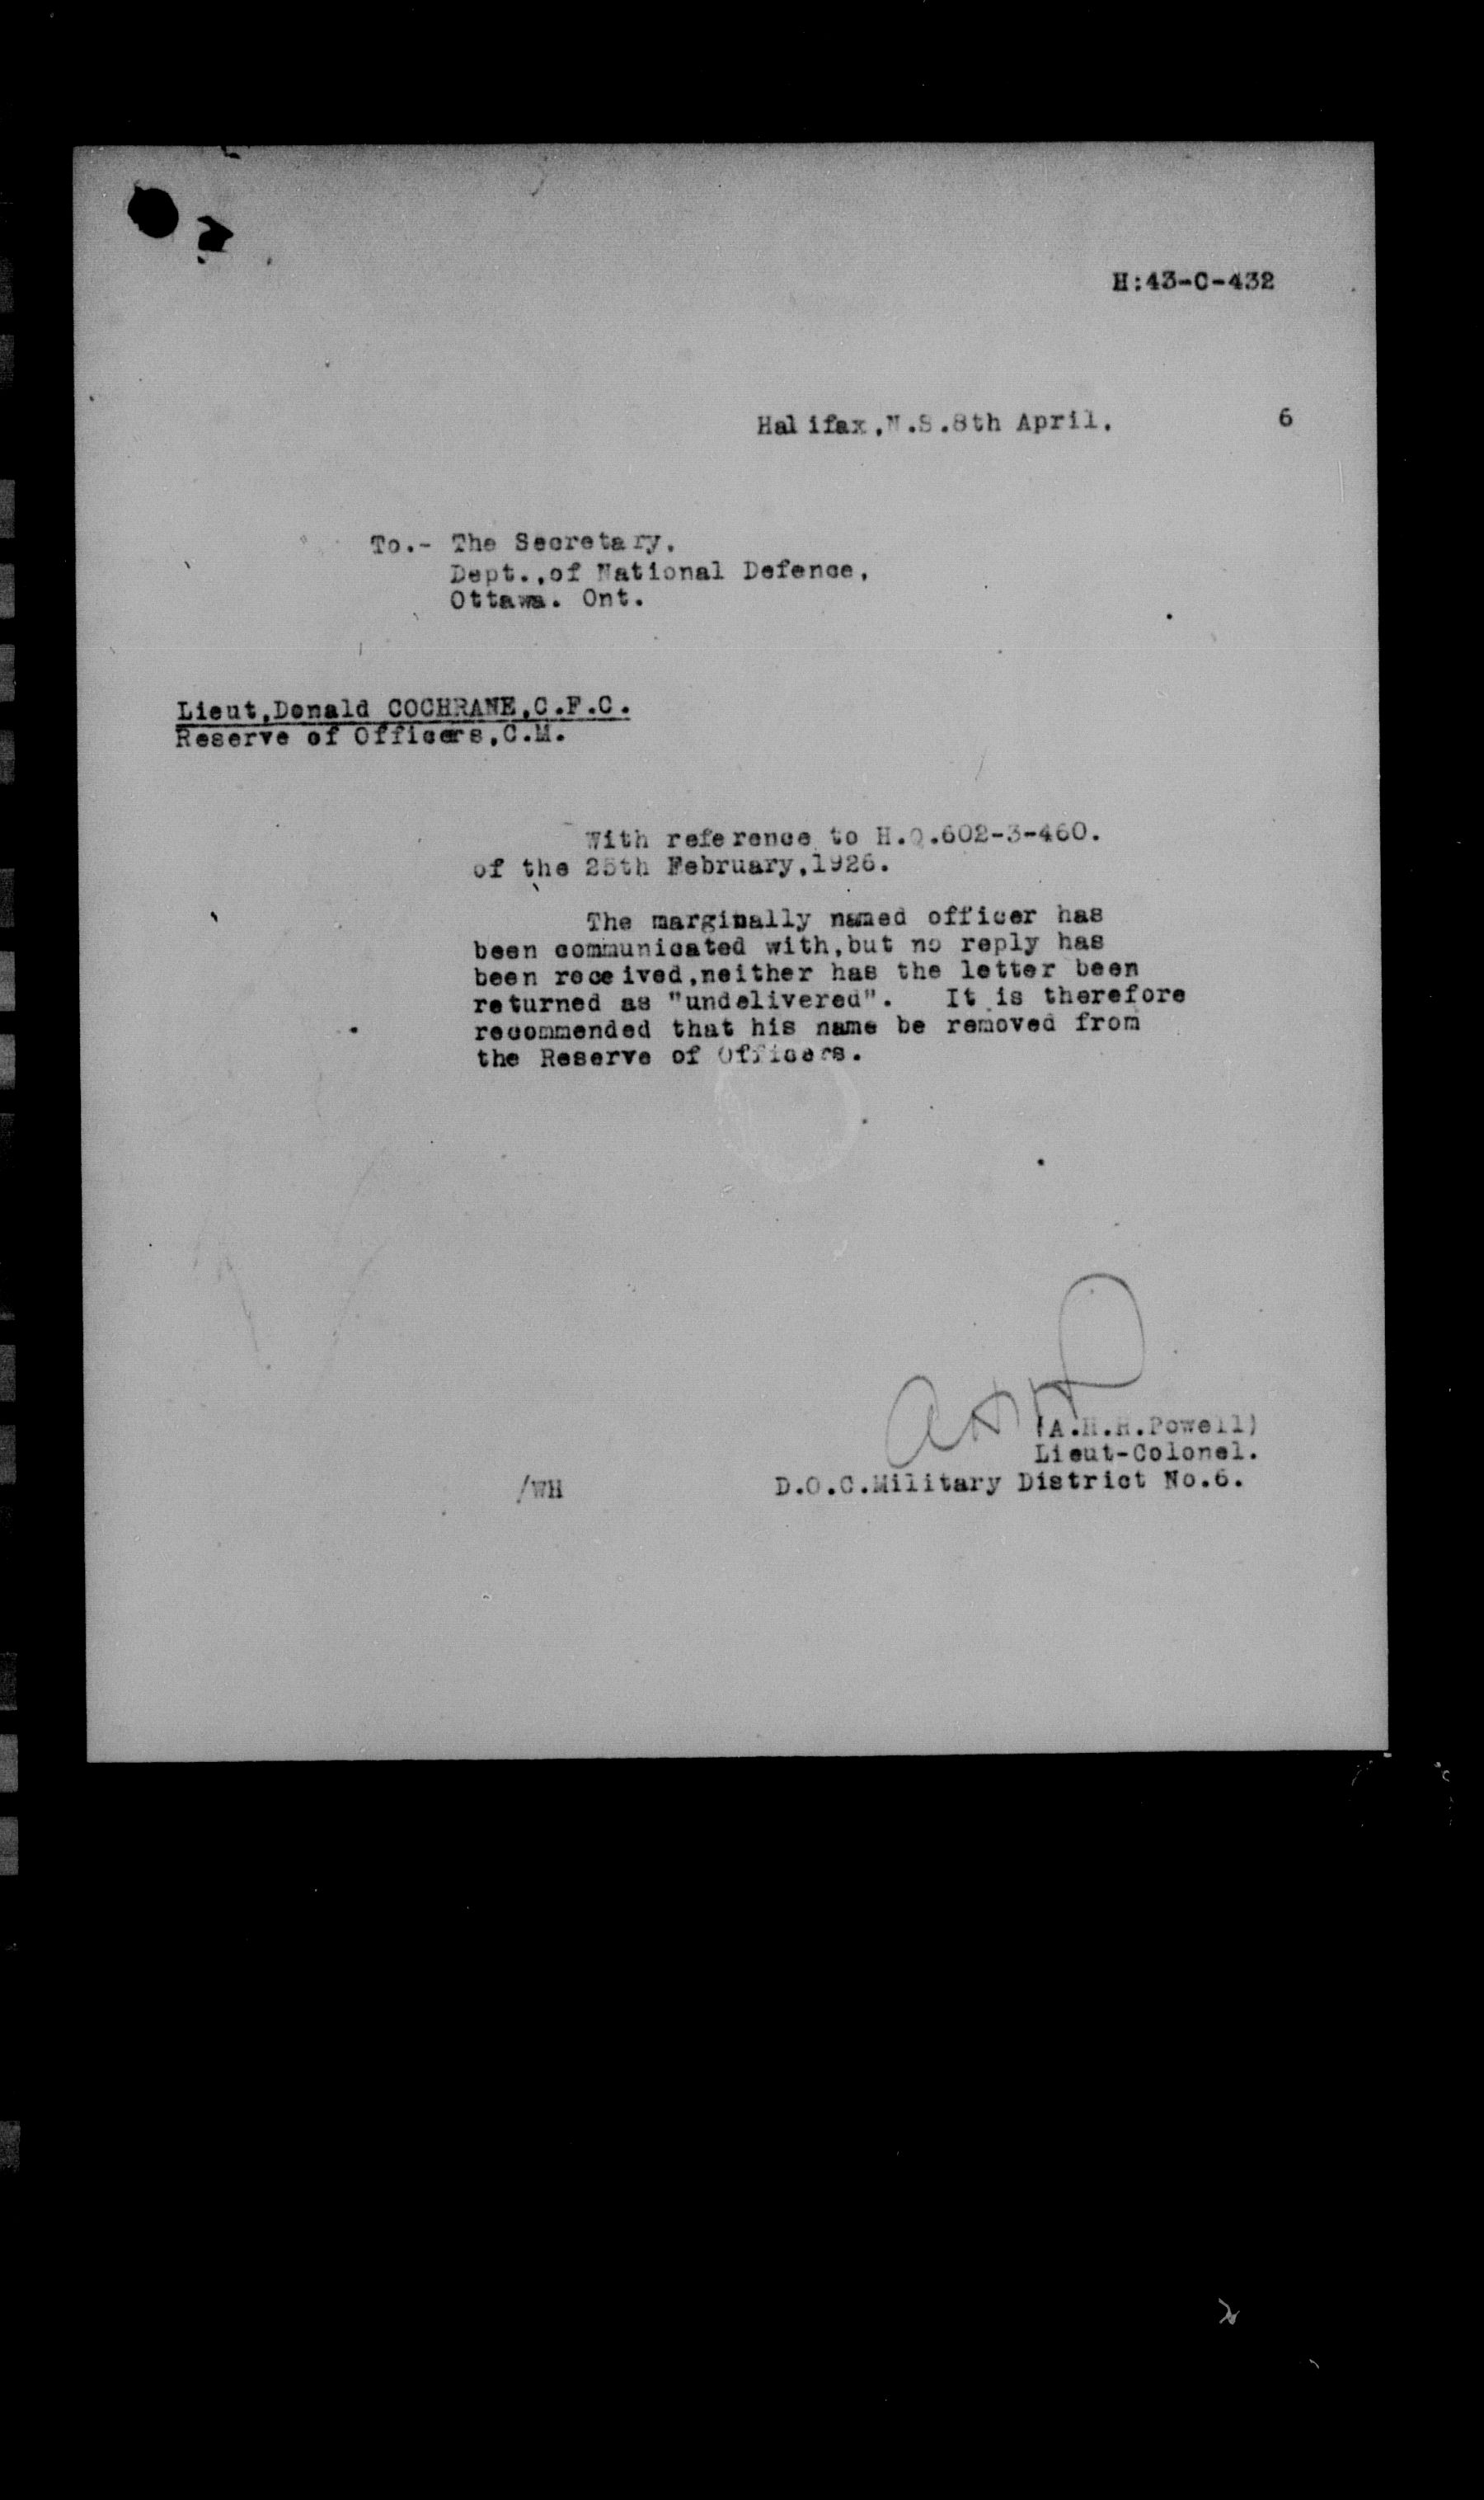 H:43-C-432
Halifax,N.S.8th April. 6
To.- The Secretary,
Dept.,of National Defence,
Ottawa. Ont.
Lieut,Donald COCHRANE,C.F.C.
Reserve of Officers,C.M.
With reference to H.Q.602-3-460.
of the 25th February,1926.
The marginally named officer has
been communicated with,but no reply has
been received,neither has the letter been
returned as "undelivered". It is therefore
recommended that his name be removed from
the Reserve of Officers.
AHP
(A.H.H.Powell)
Lieut-Colonel.
/WH D.O.C.Military District No.6.